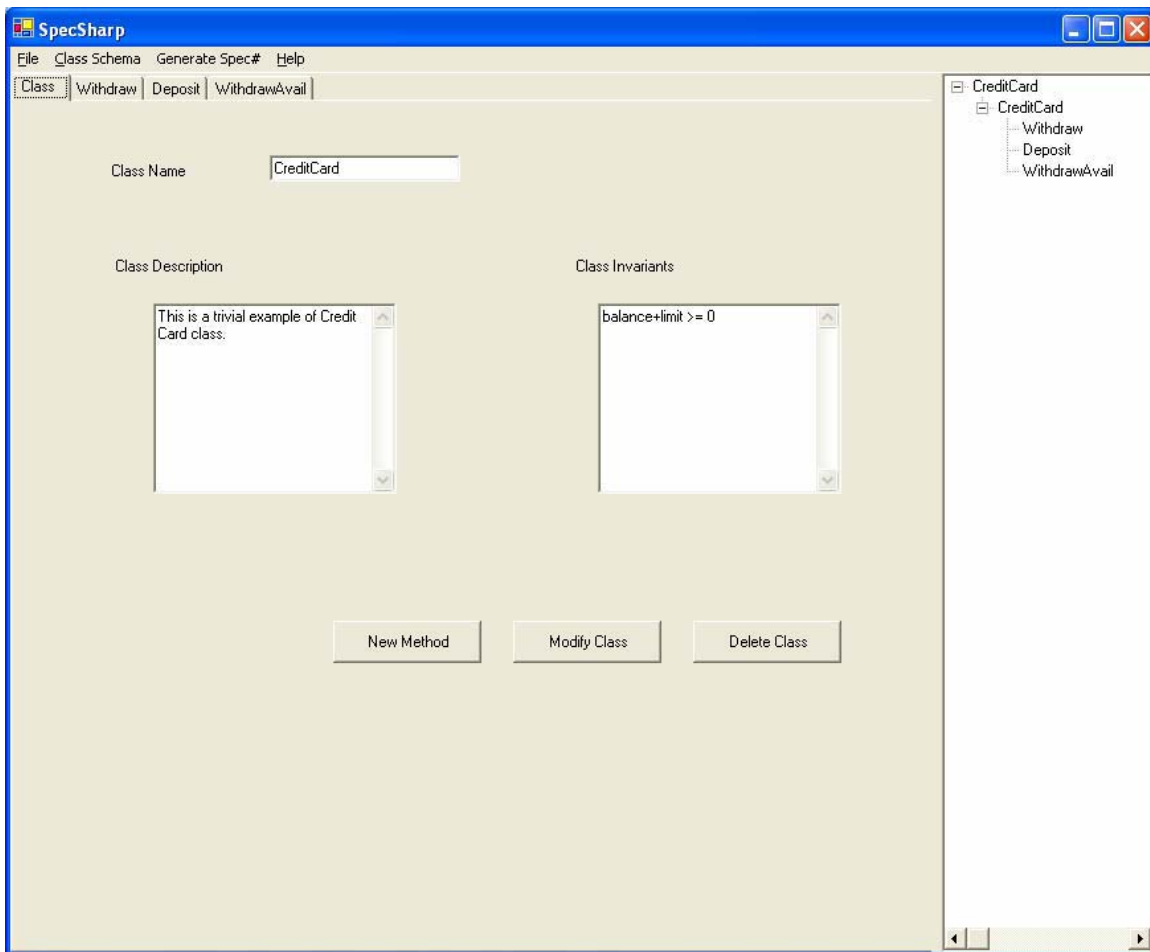 SpecSharp
File Class Schema Generate Spec# Help
Class Withdraw Deposit WithdrawAvail
Class Name CreditCard
Class Description
This is a trivial example of Credit
Card class.
Class Invariants
balance+limit >= 0
New Method Modify Class Delete Class
CreditCard
CreditCard
Withdraw
Deposit
WithdrawAvail